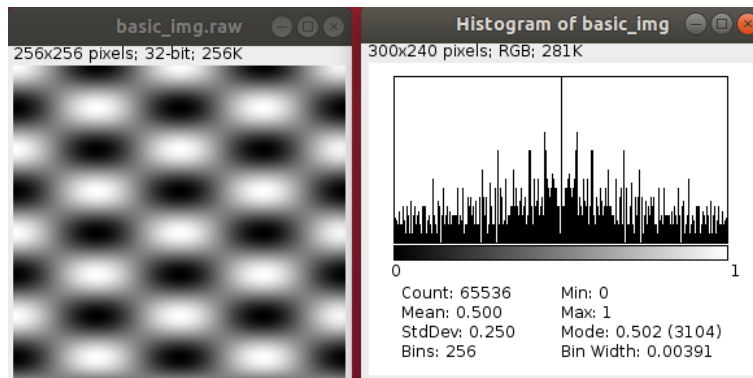 basic_img.raw
256x256 pixels; 32-bit; 256K
Histogram of basic_img
300x240 pixels; RGB; 281K
0 1
Count: 65536 Min: 0
Mean: 0.500 Max: 1
StdDev: 0.250 Mode: 0.502 (3104)
Bins: 256 Bin Width: 0.00391